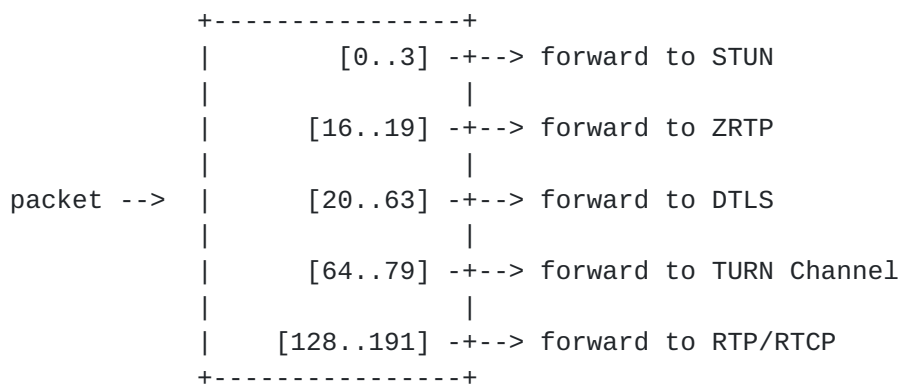 +----------------+
|        [0..3] -+--> forward to STUN
|                |
|      [16..19] -+--> forward to ZRTP
|                |
packet -->  |      [20..63] -+--> forward to DTLS
|                |
|      [64..79] -+--> forward to TURN Channel
|                |
|    [128..191] -+--> forward to RTP/RTCP
+----------------+